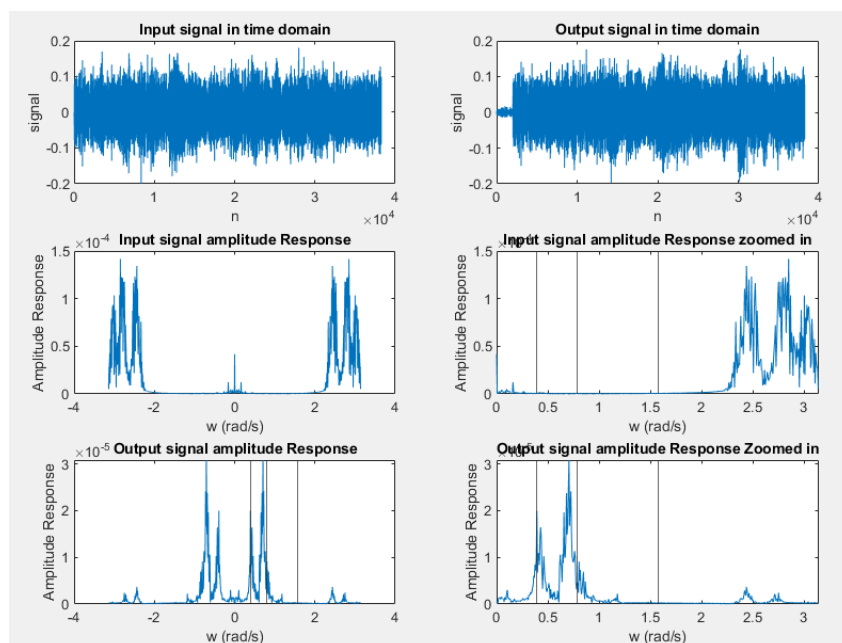 Input signal in time domain
0.2
0.1
0
-0.1
-0.2
signal
0 1 2 3 4
n
×10^4
Output signal in time domain
0.2
0.1
0
-0.1
-0.2
signal
0 1 2 3 4
n
×10^4
×10^-4
Input signal amplitude Response
1.5
1
0.5
0
Amplitude Response
-4 -2 0 2 4
w (rad/s)
Input signal amplitude Response zoomed in
1.5
1
0.5
0
Amplitude Response
0 0.5 1 1.5 2 2.5 3
w (rad/s)
×10^-5
Output signal amplitude Response
3
2
1
0
Amplitude Response
-4 -2 0 2 4
w (rad/s)
Output signal amplitude Response Zoomed in
3
2
1
0
Amplitude Response
0 0.5 1 1.5 2 2.5 3
w (rad/s)